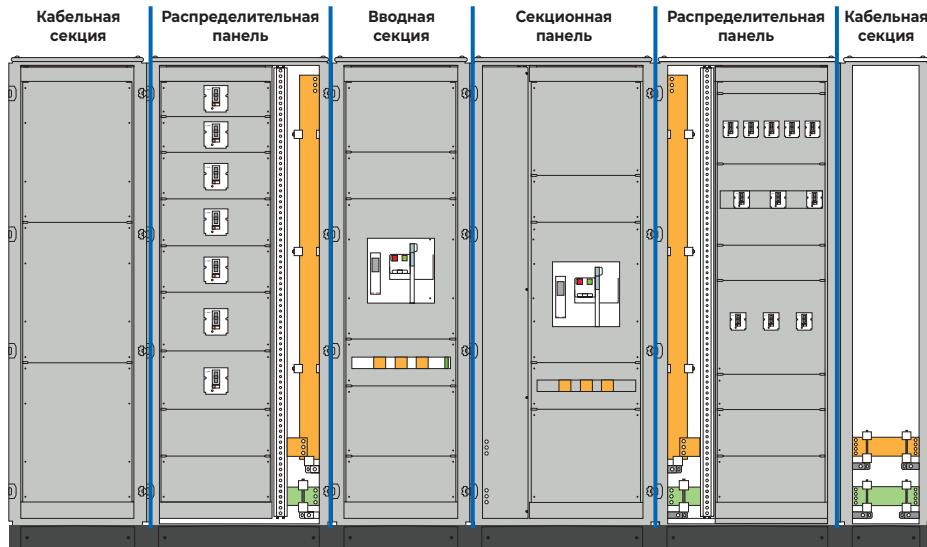 Кабельная
секция
Распределительная
панель
Вводная
секция
Секционная
панель
Распределительная
панель
Кабельная
секция